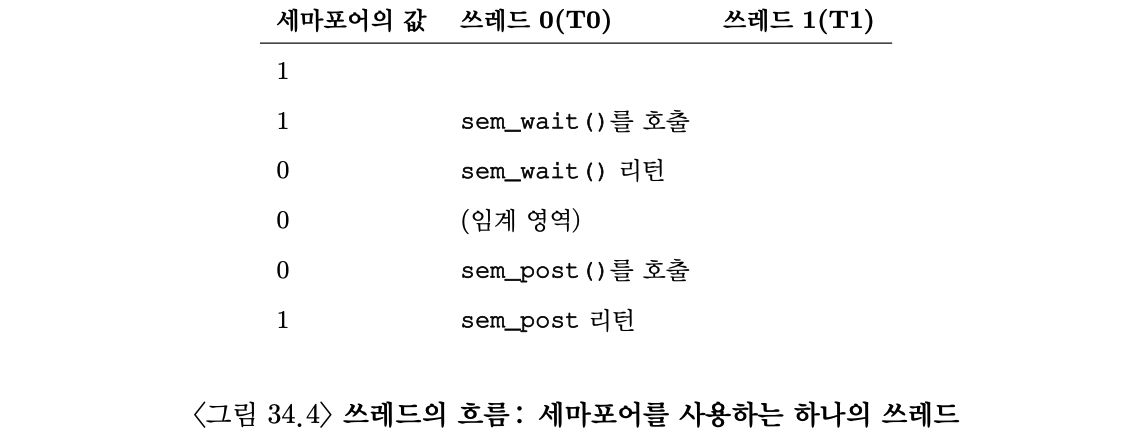 세마포어의 값 쓰레드 0(T0) 쓰레드 1(T1)
1
1 sem_wait()를 호출
0 sem_wait() 리턴
0 (임계 영역)
0 sem_post()를 호출
1 sem_post 리턴
〈그림 34.4〉 쓰레드의 흐름: 세마포어를 사용하는 하나의 쓰레드